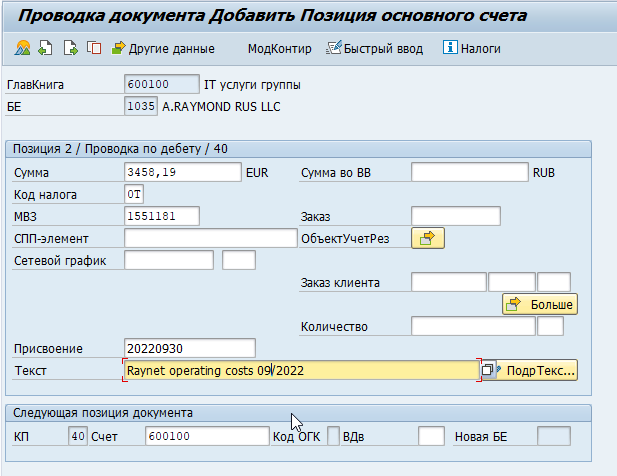 Проводка документа Добавить Позиция основного счета
Другие данные МодКонтир Быстрый ввод Налоги
ГлавКнига 600100 IT услуги группы
БЕ 1035 A.RAYMOND RUS LLC
Позиция 2 / Проводка по дебету / 40
Сумма 3458,19 EUR Сумма во ВВ RUB
Код налога 0T
МВЗ 1551181 Заказ
СПП-элемент ОбъектУчетРез
Сетевой график
Заказ клиента
Больше
Количество
Присвоение 20220930
Текст Raynet operating costs 09/2022 ПодрТекс...
Следующая позиция документа
КП 40 Счет 600100 Код ОГК ВДв Новая БЕ